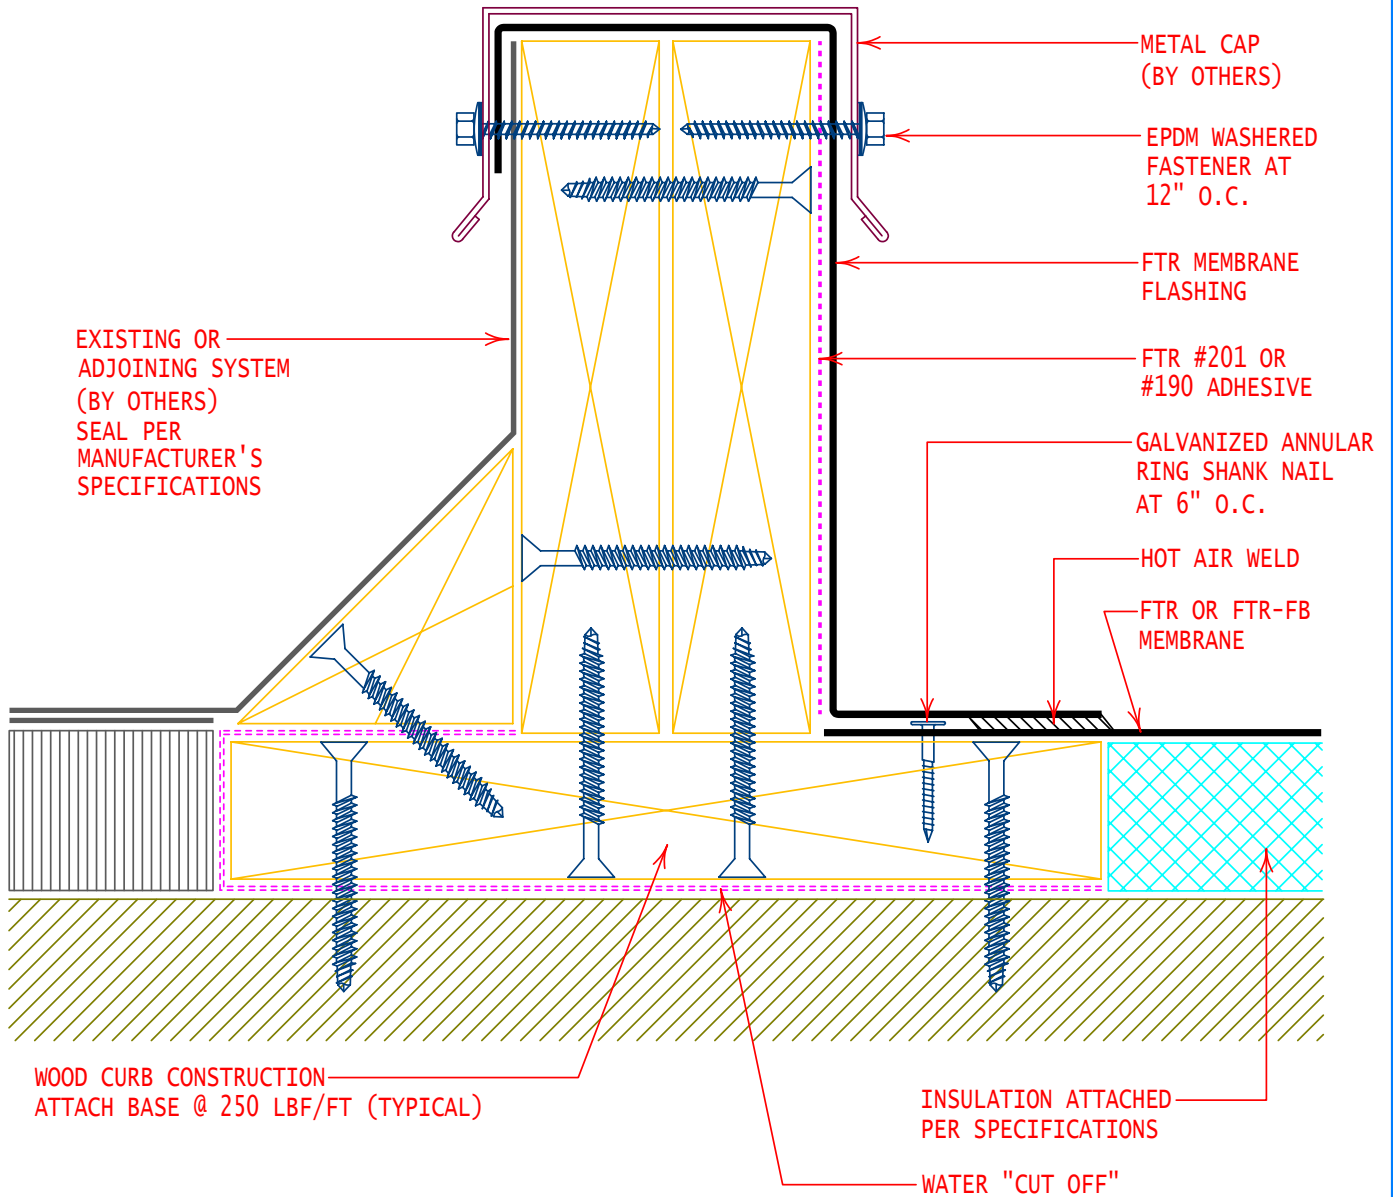 METAL CAP
(BY OTHERS)
EPDM WASHERED
FASTENER AT
12" O.C.
FTR MEMBRANE
FLASHING
EXISTING OR
ADJOINING SYSTEM
(BY OTHERS)
SEAL PER
MANUFACTURER'S
SPECIFICATIONS
FTR #201 OR
#190 ADHESIVE
GALVANIZED ANNULAR
RING SHANK NAIL
AT 6" O.C.
HOT AIR WELD
FTR OR FTR-FB
MEMBRANE
WOOD CURB CONSTRUCTION
ATTACH BASE @ 250 LBF/FT (TYPICAL)
INSULATION ATTACHED
PER SPECIFICATIONS
WATER "CUT OFF"